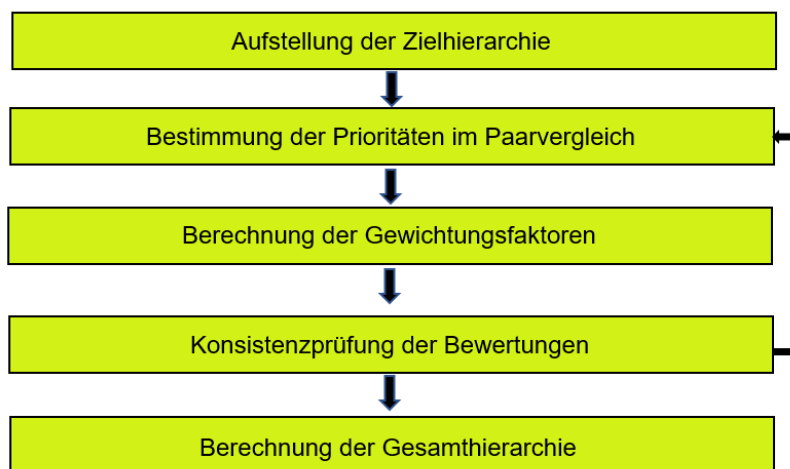 Aufstellung der Zielhierarchie
Bestimmung der Prioritäten im Paarvergleich
Berechnung der Gewichtungsfaktoren
Konsistenzprüfung der Bewertungen
Berechnung der Gesamthierarchie